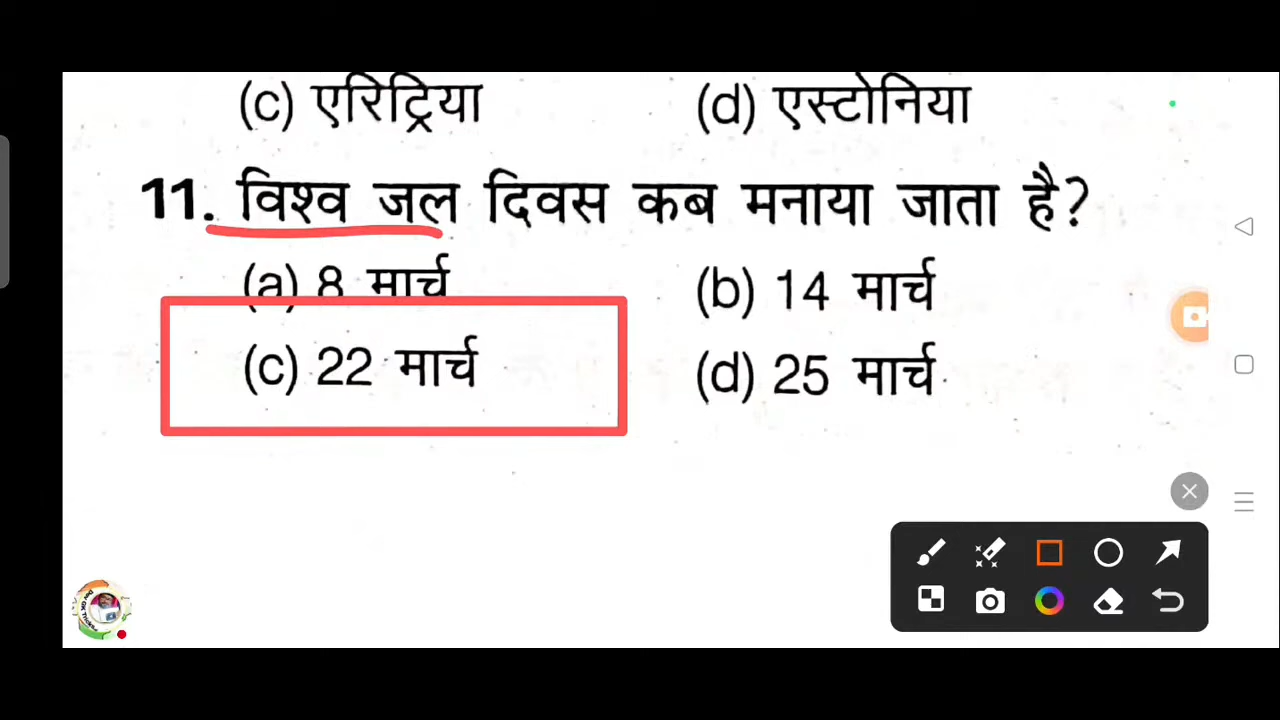 (c) एरिट्रिया (d) एस्टोनिया
11. विश्व जल दिवस कब मनाया जाता है?
(a) 8 मार्च (b) 14 मार्च
(c) 22 मार्च (d) 25 मार्च